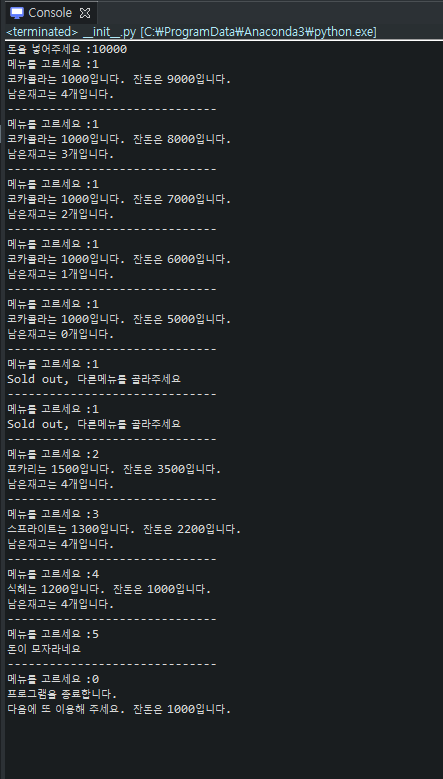 Console
<terminated> __init__.py [C:₩ProgramData₩Anaconda3₩python.exe]
돈을 넣어주세요 :10000
메뉴를 고르세요 :1
코카콜라는 1000입니다. 잔돈은 9000입니다.
남은재고는 4개입니다.
-------------------------------
메뉴를 고르세요 :1
코카콜라는 1000입니다. 잔돈은 8000입니다.
남은재고는 3개입니다.
-------------------------------
메뉴를 고르세요 :1
코카콜라는 1000입니다. 잔돈은 7000입니다.
남은재고는 2개입니다.
-------------------------------
메뉴를 고르세요 :1
코카콜라는 1000입니다. 잔돈은 6000입니다.
남은재고는 1개입니다.
-------------------------------
메뉴를 고르세요 :1
코카콜라는 1000입니다. 잔돈은 5000입니다.
남은재고는 0개입니다.
-------------------------------
메뉴를 고르세요 :1
Sold out, 다른메뉴를 골라주세요
-------------------------------
메뉴를 고르세요 :1
Sold out, 다른메뉴를 골라주세요
-------------------------------
메뉴를 고르세요 :2
포카리는 1500입니다. 잔돈은 3500입니다.
남은재고는 4개입니다.
-------------------------------
메뉴를 고르세요 :3
스프라이트는 1300입니다. 잔돈은 2200입니다.
남은재고는 4개입니다.
-------------------------------
메뉴를 고르세요 :4
식혜는 1200입니다. 잔돈은 1000입니다.
남은재고는 4개입니다.
-------------------------------
메뉴를 고르세요 :5
돈이 모자라네요
-------------------------------
메뉴를 고르세요 :0
프로그램을 종료합니다.
다음에 또 이용해 주세요. 잔돈은 1000입니다.